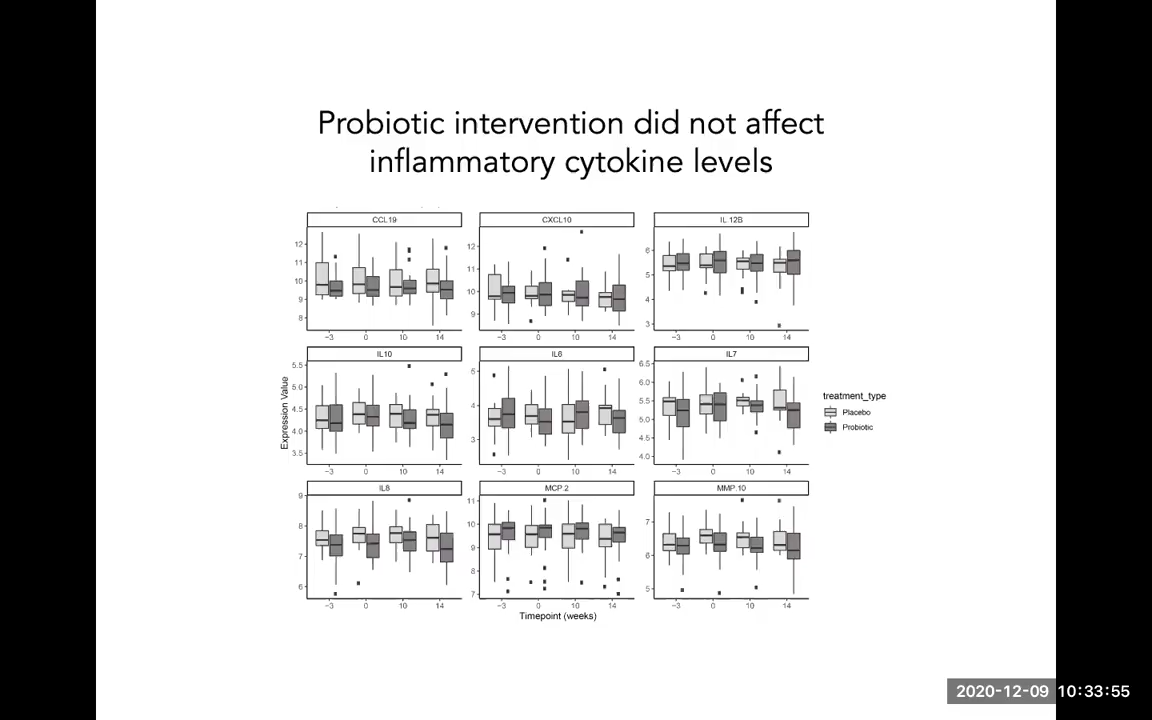 Probiotic intervention did not affect
inflammatory cytokine levels
CCL19
CXCL10
IL 12B
12
11
10
9
8
12
11
10
9
6
5
4
3
−3 0 10 14
−3 0 10 14
−3 0 10 14
IL10
IL6
IL7
5.5
5.0
4.5
4.0
3.5
3
6.5
6.0
5.5
5.0
4.5
4.0
−3 0 10 14
−3 0 10 14
−3 0 10 14
IL8
MCP.2
MMP.10
9
8
7
6
11
10
9
8
7
7
6
5
−3 0 10 14
−3 0 10 14
−3 0 10 14
Expression Value
Timepoint (weeks)
treatment_type
Placebo
Probiotic
2020-12-09 10:33:55